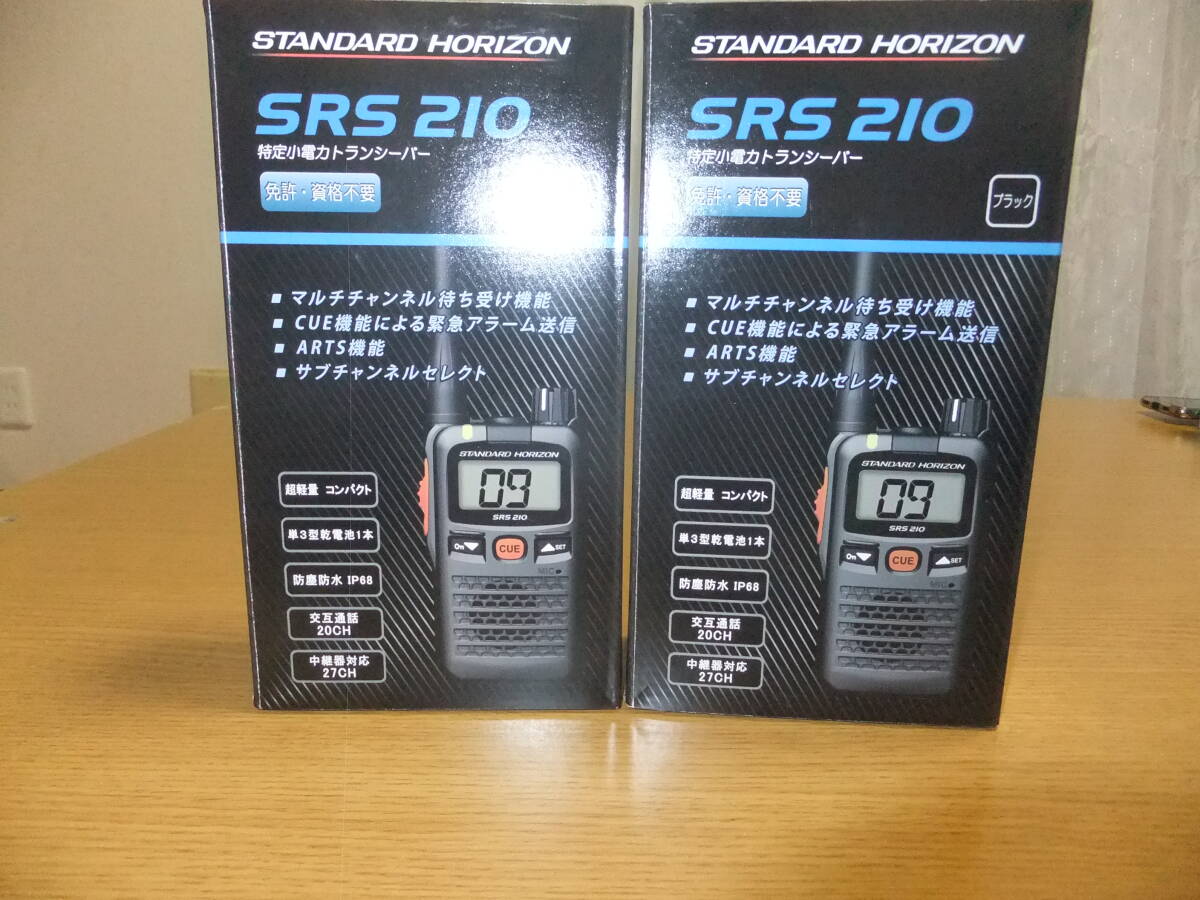 STANDARD HORIZON
SRS 210
特定小電力トランシーバー
免許・資格不要
■ マルチチャンネル待ち受け機能
■ CUE機能による緊急アラーム送信
■ ARTS機能
■ サブチャンネルセレクト
超軽量 コンパクト
単3型乾電池1本
防塵防水 IP68
交互通話
20CH
中継器対応
27CH
STANDARD HORIZON
09
SRS 210
On
CUE
SET
MIC
STANDARD HORIZON
SRS 210
特定小電力トランシーバー
免許・資格不要
ブラック
■ マルチチャンネル待ち受け機能
■ CUE機能による緊急アラーム送信
■ ARTS機能
■ サブチャンネルセレクト
超軽量 コンパクト
単3型乾電池1本
防塵防水 IP68
交互通話
20CH
中継器対応
27CH
STANDARD HORIZON
09
SRS 210
On
CUE
SET
MIC